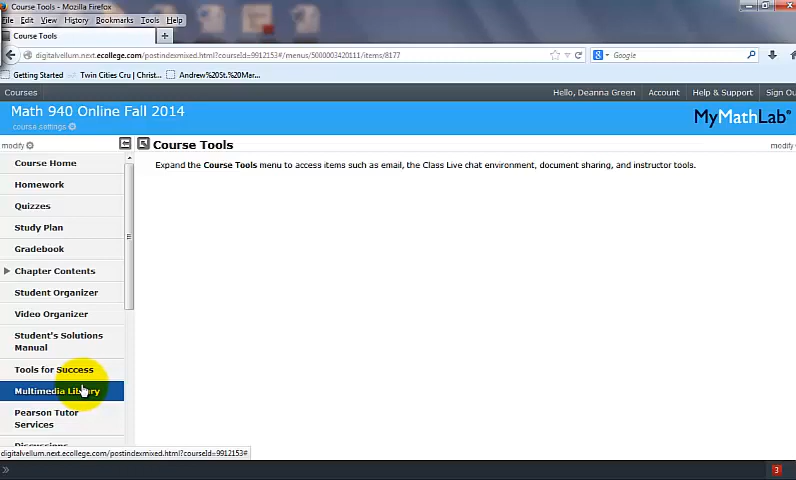 Course Tools - Mozilla Firefox
File Edit View History Bookmarks Tools Help
Course Tools
digitalvellum.next.ecollege.com/postindexmixed.html?courseId=9912153#/menus/5000003420111/items/8177
Google
Getting Started Twin Cities Cru | Christ... Andrew%20St.%20Mar...
Courses Hello, Deanna Green Account Help & Support Sign Ou
Math 940 Online Fall 2014 MyMathLab®
course settings
modify Course Tools modify
Expand the Course Tools menu to access items such as email, the Class Live chat environment, document sharing, and instructor tools.
Course Home
Homework
Quizzes
Study Plan
Gradebook
Chapter Contents
Student Organizer
Video Organizer
Student's Solutions
Manual
Tools for Success
Multimedia Library
Pearson Tutor
Services
Discussions
digitalvellum.next.ecollege.com/postindexmixed.html?courseId=9912153#
» 3